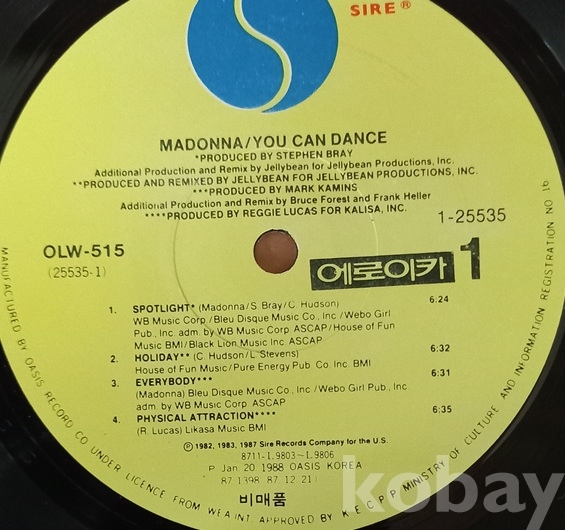 SIRE®
MADONNA/YOU CAN DANCE
*PRODUCED BY STEPHEN BRAY
Additional Production and Remix by Jellybean for Jellybean Productions, Inc.
**PRODUCED AND REMIXED BY JELLYBEAN FOR JELLYBEAN PRODUCTIONS, INC.
***PRODUCED BY MARK KAMINS
Additional Production and Remix by Bruce Forest and Frank Heller
****PRODUCED BY REGGIE LUCAS FOR KALISA, INC.
1-25535
OLW-515
(25535-1)
에로이카 1
1. SPOTLIGHT* (Madonna/S. Bray/C. Hudson) 6:24
WB Music Corp./Bleu Disque Music Co., Inc/Webo Girl
Pub., Inc. adm. by WB Music Corp. ASCAP/House of Fun
Music BMI/Black Lion Music Inc. ASCAP
2. HOLIDAY** (C. Hudson/L. Stevens) 6:32
House of Fun Music/Pure Energy Pub. Co. Inc. BMI
3. EVERYBODY*** 6:31
(Madonna) Bleu Disque Music Co., Inc/Webo Girl Pub., Inc.
adm. by WB Music Corp. ASCAP
4. PHYSICAL ATTRACTION**** 6:35
(R. Lucas) Likasa Music BMI
℗ 1982, 1983, 1987 Sire Records Company for the U.S.
8711-1.9803~1.9806
P Jan. 20. 1988 OASIS KOREA
87.1398 87.12.21
비매품
MANUFACTURED BY OASIS RECORD CO UNDER LICENCE FROM WEA INT APPROVED BY K.E.C.P.P. MINISTRY OF CULTURE AND INFORMATION REGISTRATION NO 16
kobay